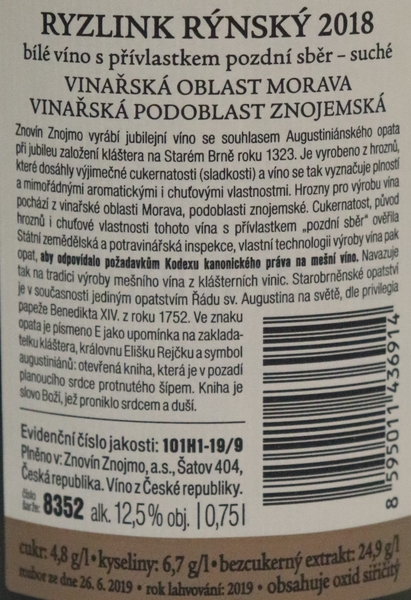 RYZLINK RÝNSKÝ 2018
bílé víno s přívlastkem pozdní sběr – suché
VINAŘSKÁ OBLAST MORAVA
VINAŘSKÁ PODOBLAST ZNOJEMSKÁ
Znovín Znojmo vyrábí jubilejní víno se souhlasem Augustiniánského opata
při jubileu založení kláštera na Starém Brně roku 1323. Je vyrobeno z hroznů,
které dosáhly výjimečné cukernatosti (sladkosti) a víno se tak vyznačuje plností
a mimořádnými aromatickými i chuťovými vlastnostmi. Hrozny pro výrobu vína
pochází z vinařské oblasti Morava, podoblasti znojemské. Cukernatost, původ
hroznů i chuťové vlastnosti tohoto vína s přívlastkem „pozdní sběr" ověřila
Státní zemědělská a potravinářská inspekce, vlastní technologii výroby vína pak
opat, aby odpovídalo požadavkům Kodexu kanonického práva na mešní víno. Navazuje
tak na tradici výroby mešního vína z klášterních vinic. Starobrněnské opatství
je v současnosti jediným opatstvím Řádu sv. Augustina na světě, dle privilegia
papeže Benedikta XIV. z roku 1752. Ve znaku
opata je písmeno E jako upomínka na zaklada-
telku kláštera, královnu Elišku Rejčku a symbol
augustiniánů: otevřená kniha, která je v pozadí
planoucího srdce protnutého šípem. Kniha je
slovo Boží, jež proniklo srdcem a duší.
Evidenční číslo jakosti: 101H1-19/9
Plněno v: Znovín Znojmo, a.s., Šatov 404,
Česká republika. Víno z České republiky.
číslo
šarže: 8352 alk. 12,5% obj. | 0,75l
8 595011 436914
cukr: 4,8 g/l • kyseliny: 6,7 g/l • bezcukerný extrakt: 24,9 g/l
nabor ze dne 26. 6. 2019 • rok lahvování: 2019 • obsahuje oxid siřičitý